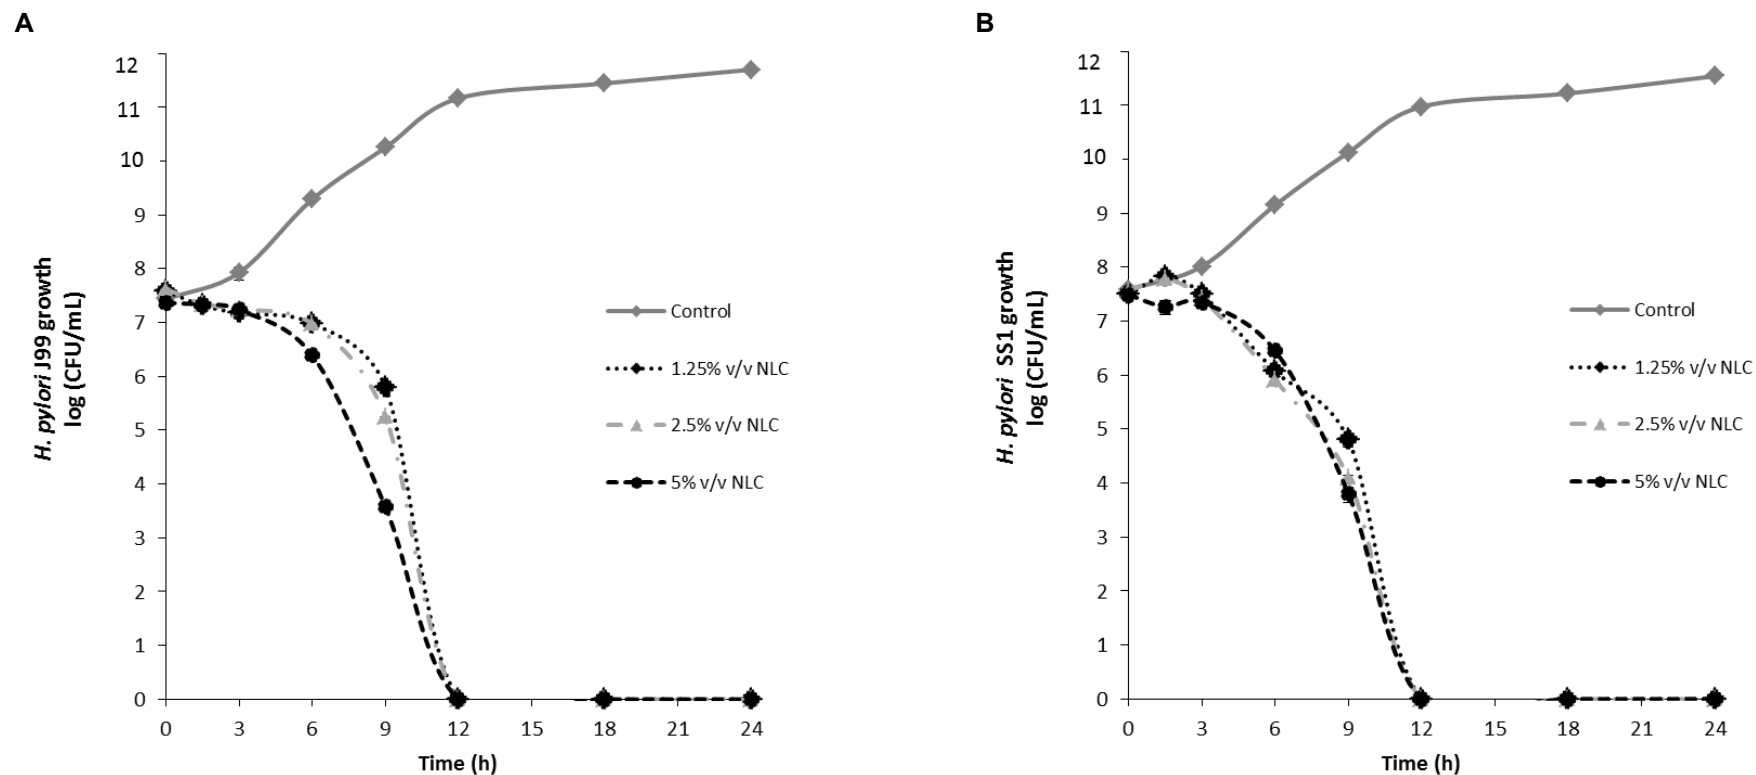 A
12
11
10
9
8
7
6
5
4
3
2
1
0
H. pylori J99 growth
log (CFU/mL)
0 3 6 9 12 15 18 21 24
Time (h)
Control
1.25% v/v NLC
2.5% v/v NLC
5% v/v NLC
B
12
11
10
9
8
7
6
5
4
3
2
1
0
H. pylori SS1 growth
log (CFU/mL)
0 3 6 9 12 15 18 21 24
Time (h)
Control
1.25% v/v NLC
2.5% v/v NLC
5% v/v NLC